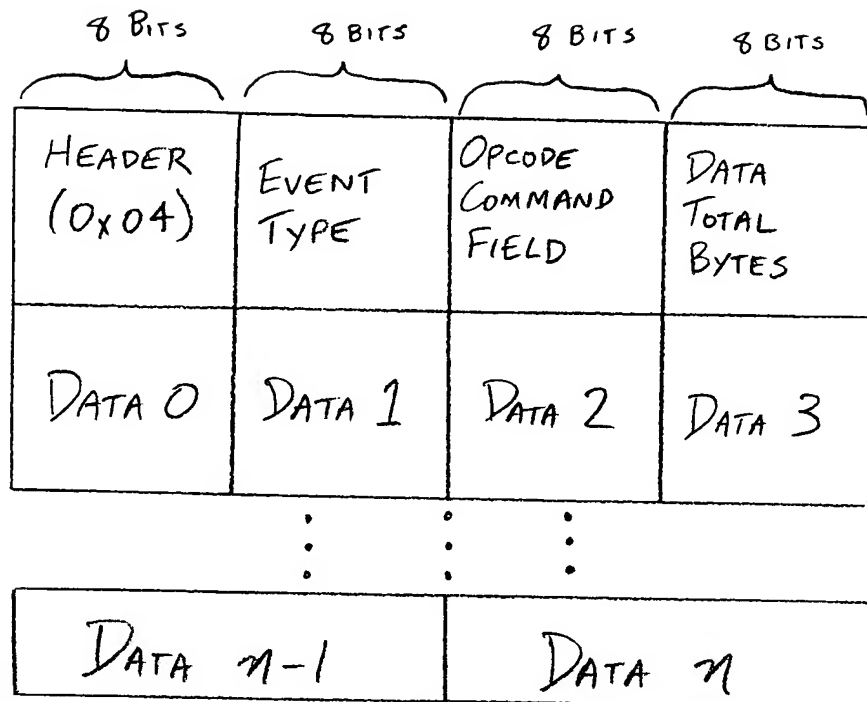 8 BITS 8 BITS 8 BITS 8 BITS
HEADER
(0x04)
EVENT
TYPE
OPCODE
COMMAND
FIELD
DATA
TOTAL
BYTES
DATA 0 DATA 1 DATA 2 DATA 3
DATA n-1 DATA n